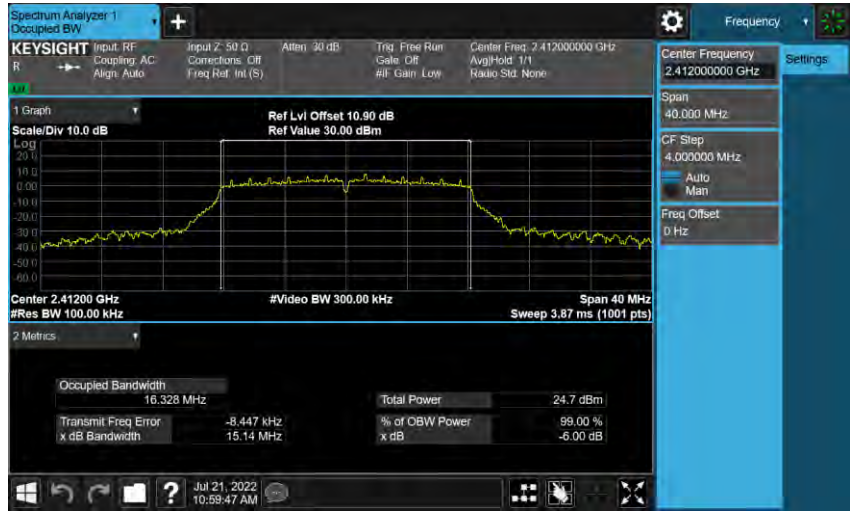 Spectrum Analyzer 1
Occupied BW
+
Frequency
KEYSIGHT
R
Input: RF
Coupling: AC
Align: Auto
Input Z: 50 Ω
Corrections: Off
Freq Ref: Int (S)
Atten: 30 dB
Trig: Free Run
Gate: Off
#IF Gain: Low
Center Freq: 2.412000000 GHz
Avg|Hold: 1/1
Radio Std: None
Center Frequency
2.412000000 GHz
Settings
Span
40.000 MHz
CF Step
4.000000 MHz
Auto
Man
Freq Offset
0 Hz
1 Graph
Scale/Div 10.0 dB
Ref Lvl Offset 10.90 dB
Ref Value 30.00 dBm
Log
20.0
10.0
0.00
-10.0
-20.0
-30.0
-40.0
-50.0
-60.0
Center 2.41200 GHz
#Video BW 300.00 kHz
Span 40 MHz
#Res BW 100.00 kHz
Sweep 3.87 ms (1001 pts)
2 Metrics
Occupied Bandwidth
16.328 MHz
Total Power
24.7 dBm
Transmit Freq Error
-8.447 kHz
% of OBW Power
99.00 %
x dB Bandwidth
15.14 MHz
x dB
-6.00 dB
?
Jul 21, 2022
10:59:47 AM